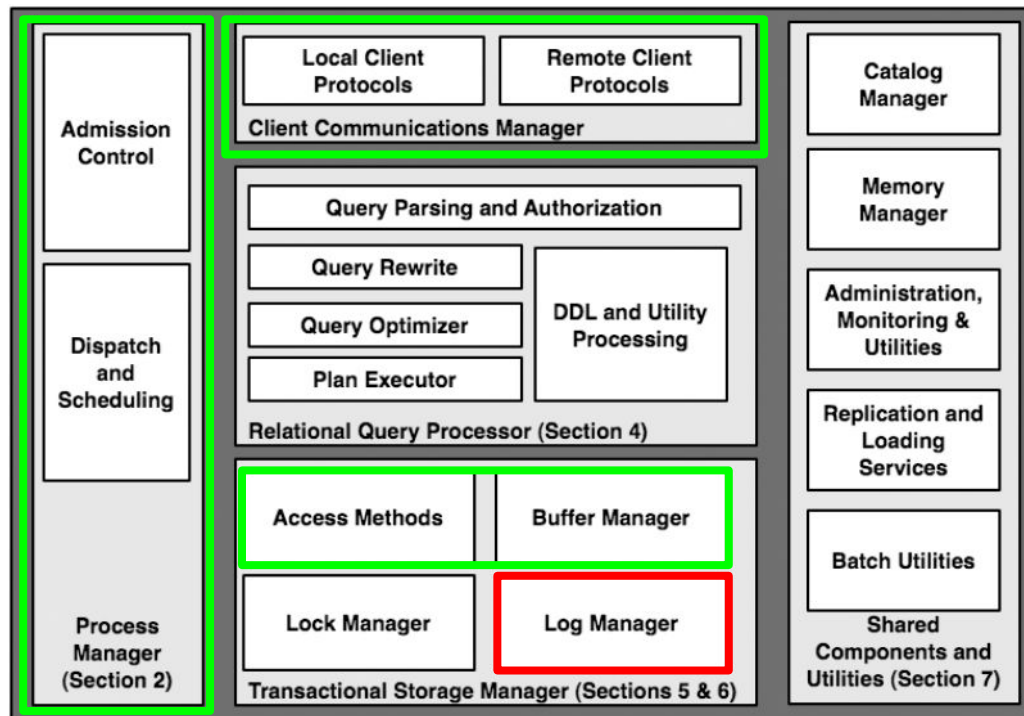 Admission
Control
Dispatch
and
Scheduling
Process
Manager
(Section 2)
Local Client
Protocols
Remote Client
Protocols
Client Communications Manager
Query Parsing and Authorization
Query Rewrite
Query Optimizer
Plan Executor
DDL and Utility
Processing
Relational Query Processor (Section 4)
Access Methods
Buffer Manager
Lock Manager
Log Manager
Transactional Storage Manager (Sections 5 & 6)
Catalog
Manager
Memory
Manager
Administration,
Monitoring &
Utilities
Replication and
Loading
Services
Batch Utilities
Shared
Components and
Utilities (Section 7)